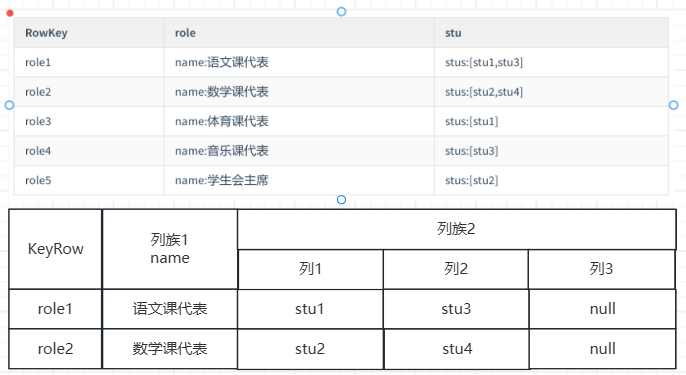 RowKey role stu
role1 name:语文课代表 stus:[stu1,stu3]
role2 name:数学课代表 stus:[stu2,stu4]
role3 name:体育课代表 stus:[stu1]
role4 name:音乐课代表 stus:[stu3]
role5 name:学生会主席 stus:[stu2]
KeyRow 列族1 列族2
name
列1 列2 列3
role1 语文课代表 stu1 stu3 null
role2 数学课代表 stu2 stu4 null